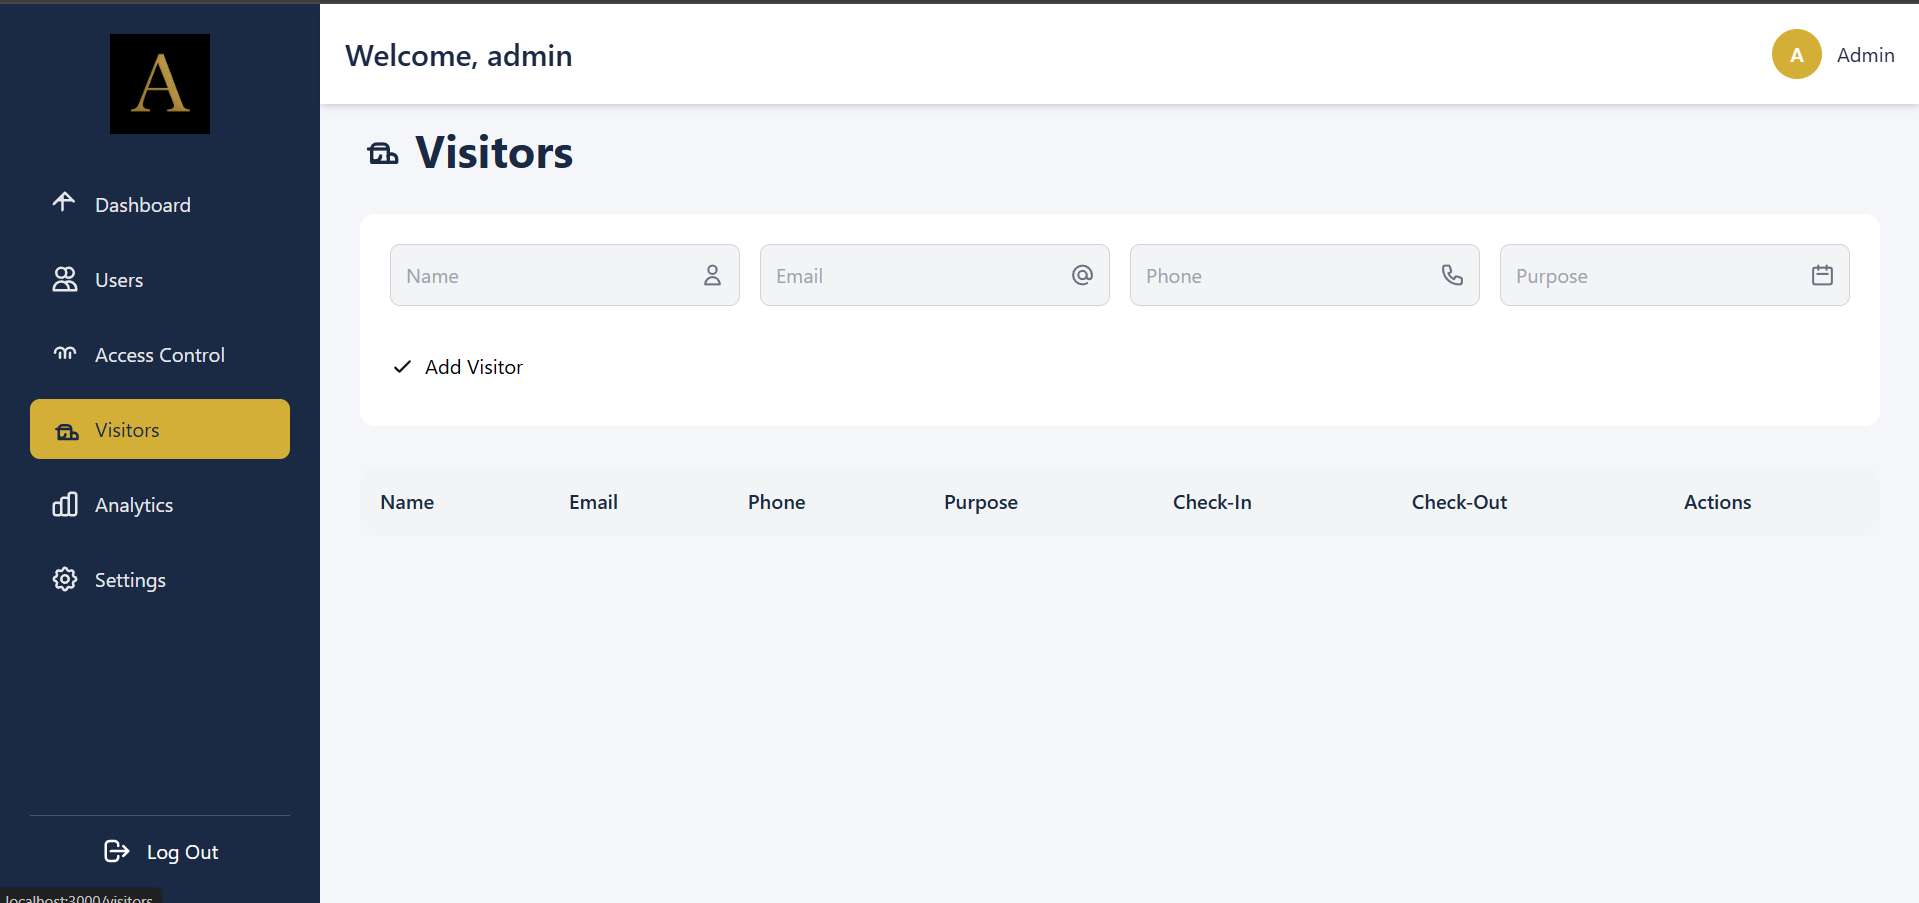 A
Welcome, admin
A
Admin
Dashboard
Users
Access Control
Visitors
Analytics
Settings
Log Out
Visitors
Name
Email
Phone
Purpose
Add Visitor
Name Email Phone Purpose Check-In Check-Out Actions
localhost:3000/visitors